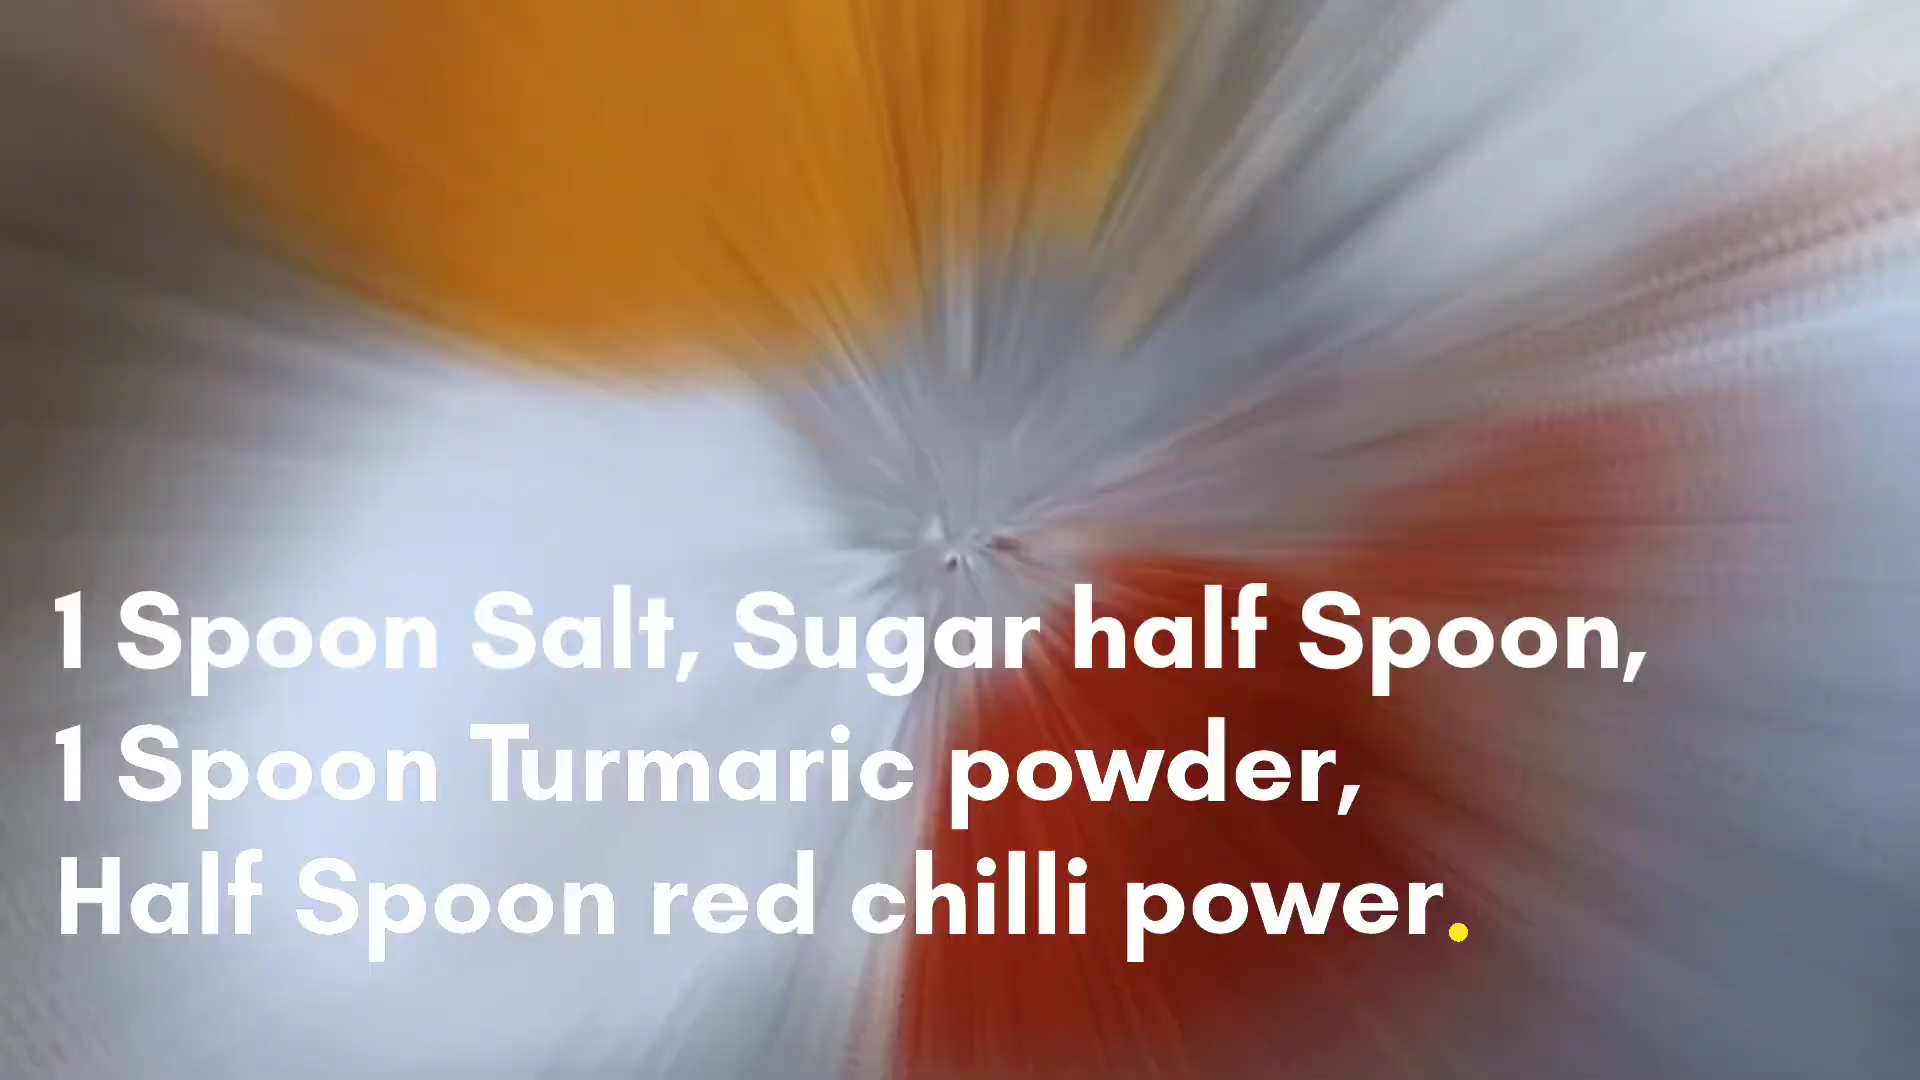 1 Spoon Salt, Sugar half Spoon,
1 Spoon Turmaric powder,
Half Spoon red chilli power.